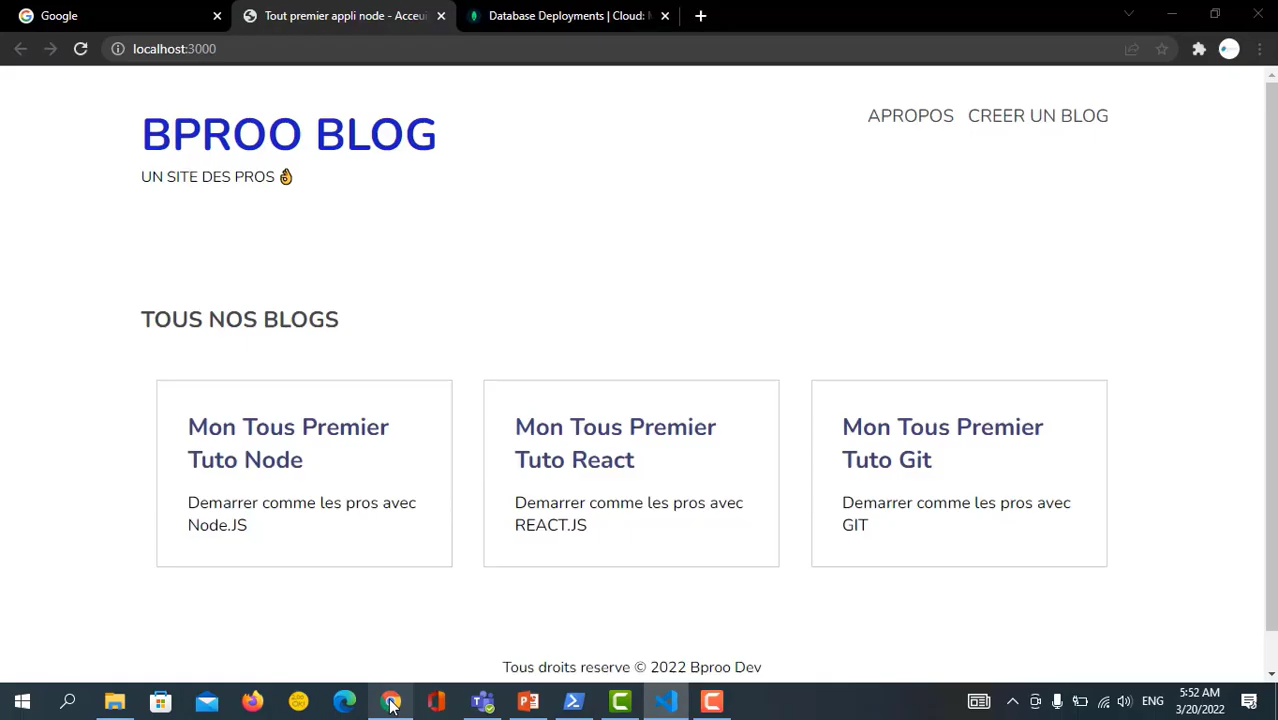 Google
Tout premier appli node - Acceui
Database Deployments | Cloud: M
localhost:3000
BPROO BLOG
UN SITE DES PROS 👌
APROPOS CREER UN BLOG
TOUS NOS BLOGS
Mon Tous Premier
Tuto Node
Demarrer comme les pros avec
Node.JS
Mon Tous Premier
Tuto React
Demarrer comme les pros avec
REACT.JS
Mon Tous Premier
Tuto Git
Demarrer comme les pros avec
GIT
Tous droits reserve © 2022 Bproo Dev
ENG
5:52 AM
3/20/2022